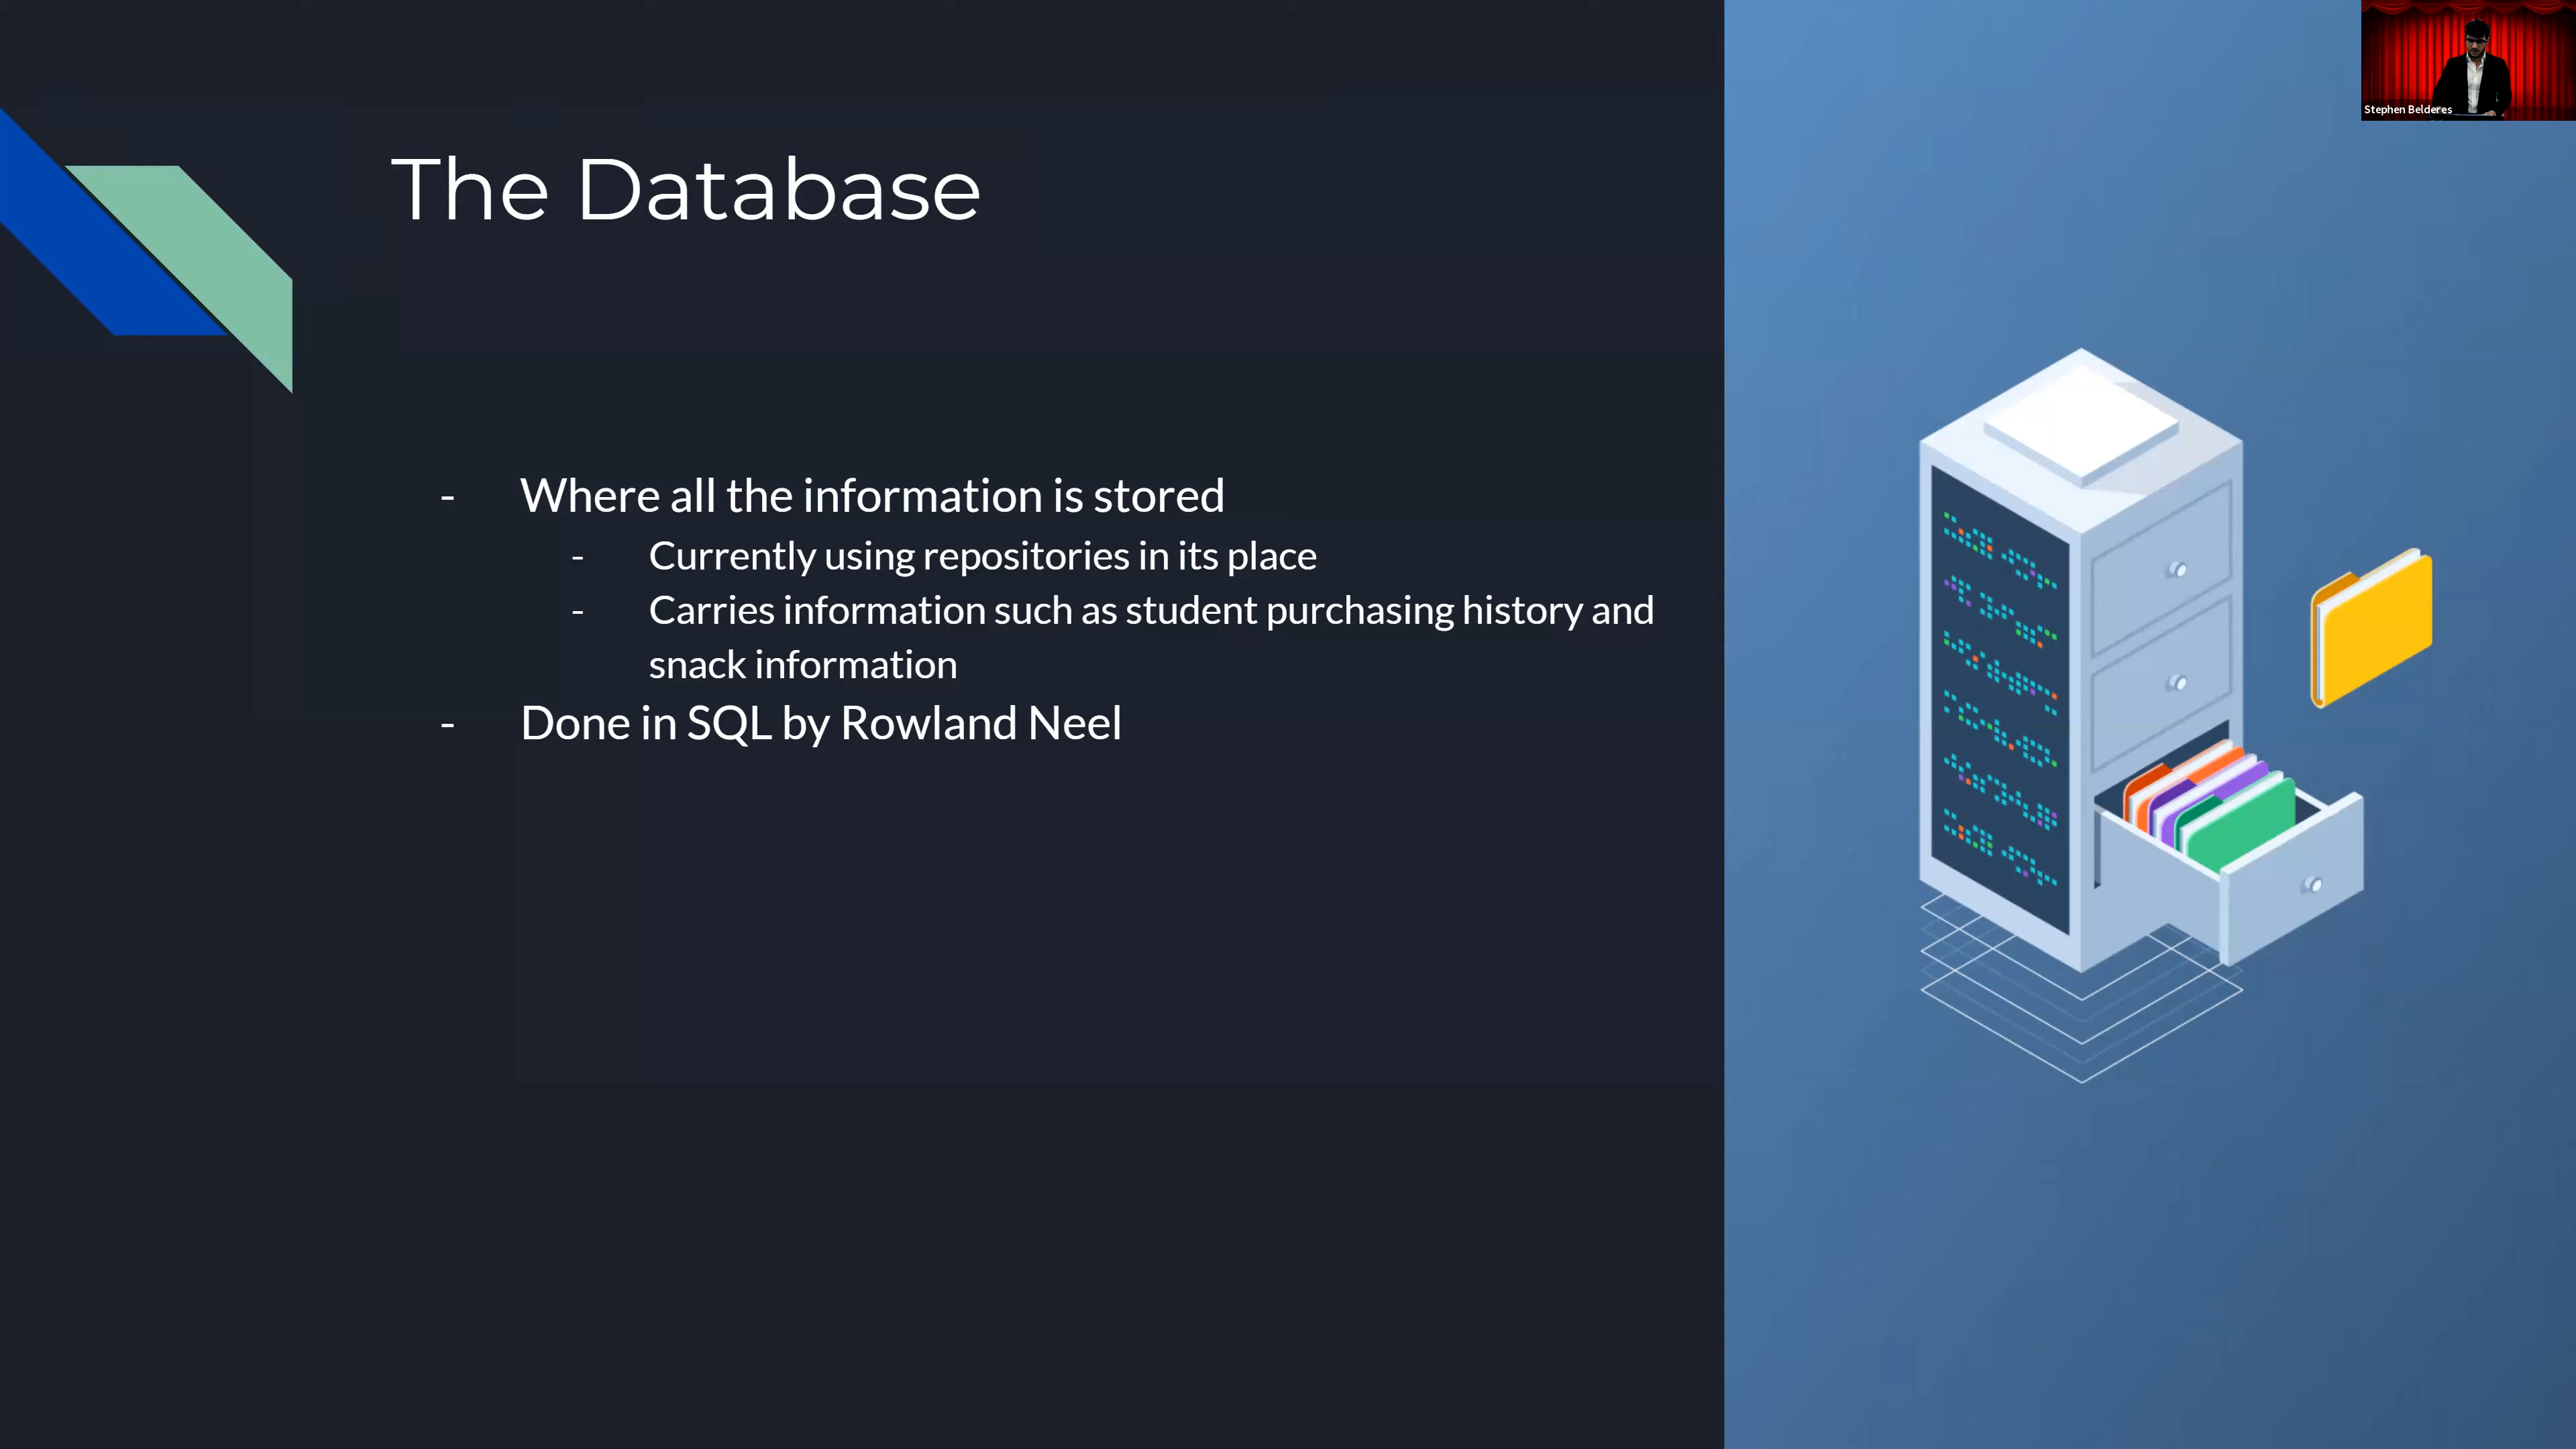 Stephen Belderes
The Database
- Where all the information is stored
- Currently using repositories in its place
- Carries information such as student purchasing history and
snack information
- Done in SQL by Rowland Neel